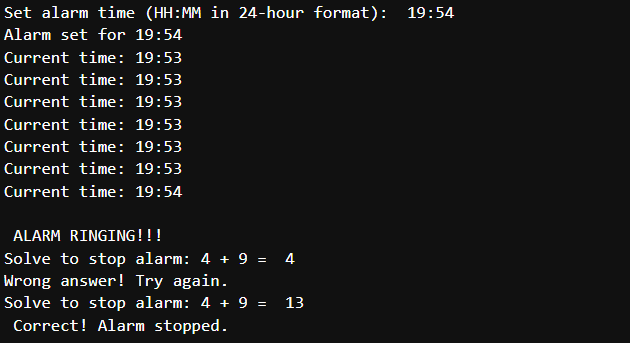 Set alarm time (HH:MM in 24-hour format):  19:54
Alarm set for 19:54
Current time: 19:53
Current time: 19:53
Current time: 19:53
Current time: 19:53
Current time: 19:53
Current time: 19:53
Current time: 19:54

 ALARM RINGING!!!
Solve to stop alarm: 4 + 9 =  4
Wrong answer! Try again.
Solve to stop alarm: 4 + 9 =  13
 Correct! Alarm stopped.